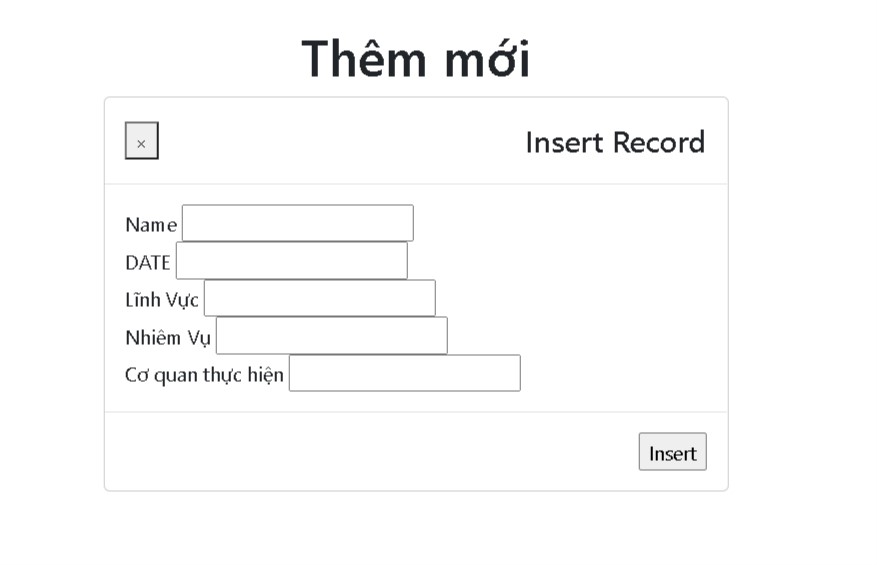 Thêm mới
× Insert Record
Name
DATE
Lĩnh Vực
Nhiêm Vụ
Cơ quan thực hiện
Insert